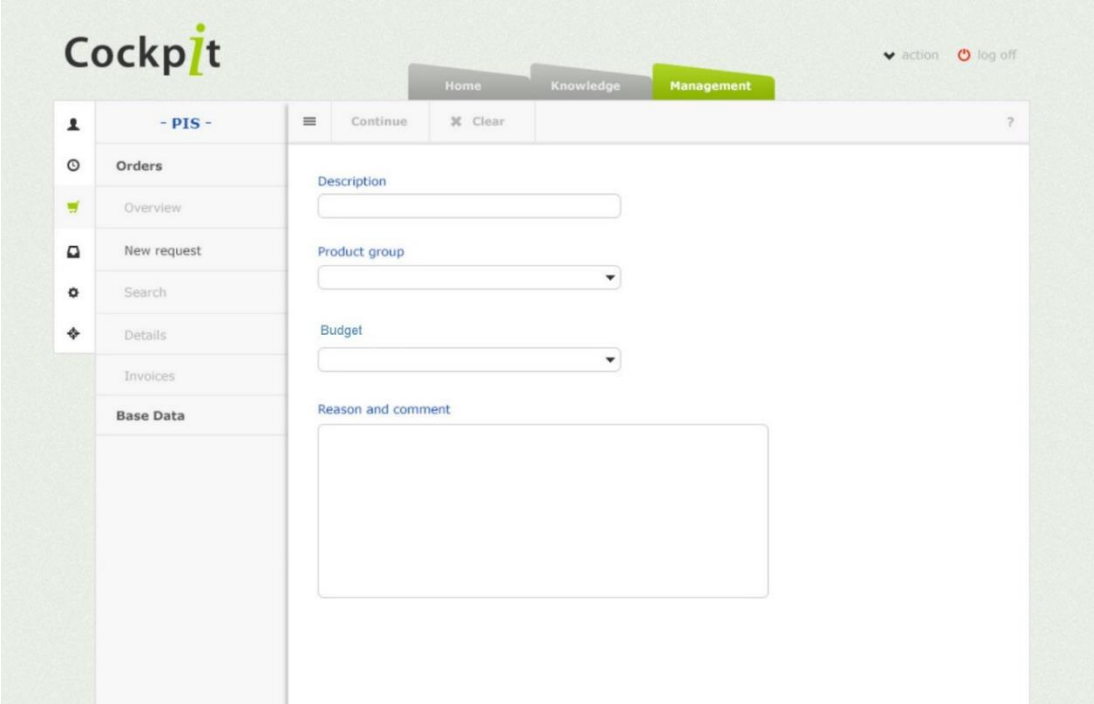 Cockpit
action log off
Home Knowledge Management
- PIS -
Continue Clear ?
Orders
Overview
New request
Search
Details
Invoices
Base Data
Description
Product group
Budget
Reason and comment